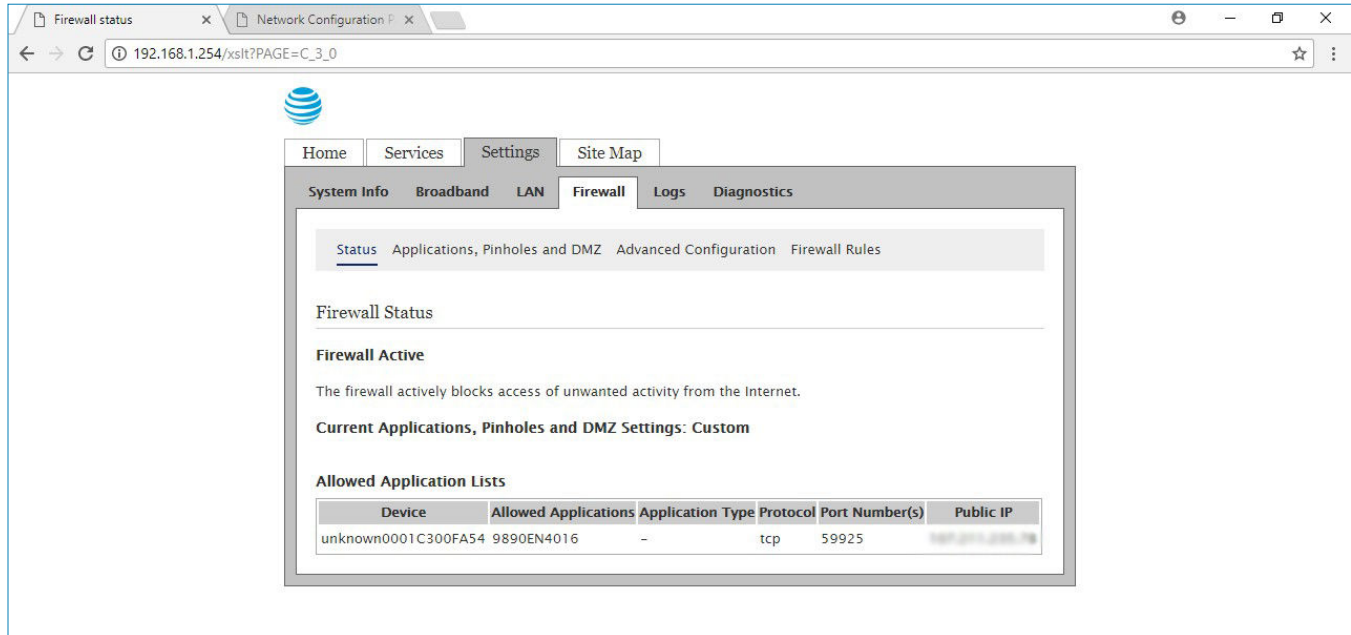 Firewall status
Network Configuration P
192.168.1.254/xslt?PAGE=C_3_0
Home Services Settings Site Map
System Info Broadband LAN Firewall Logs Diagnostics
Status Applications, Pinholes and DMZ Advanced Configuration Firewall Rules
Firewall Status
Firewall Active
The firewall actively blocks access of unwanted activity from the Internet.
Current Applications, Pinholes and DMZ Settings: Custom
Allowed Application Lists
Device Allowed Applications Application Type Protocol Port Number(s) Public IP
unknown0001C300FA54 9890EN4016 – tcp 59925